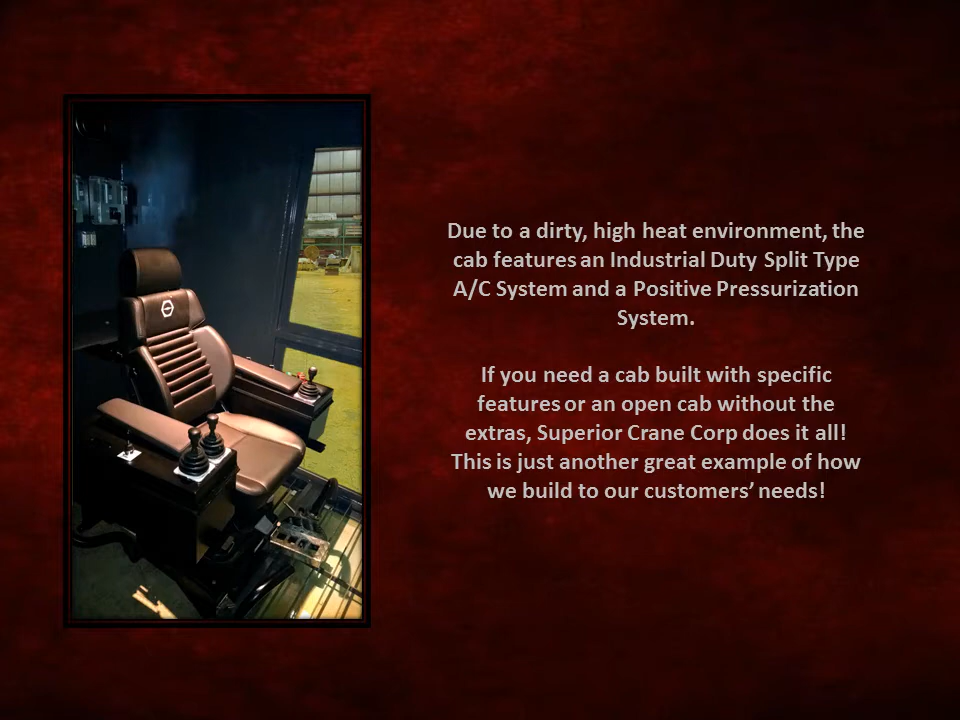 Due to a dirty, high heat environment, the
cab features an Industrial Duty Split Type
A/C System and a Positive Pressurization
System.
If you need a cab built with specific
features or an open cab without the
extras, Superior Crane Corp does it all!
This is just another great example of how
we build to our customers’ needs!